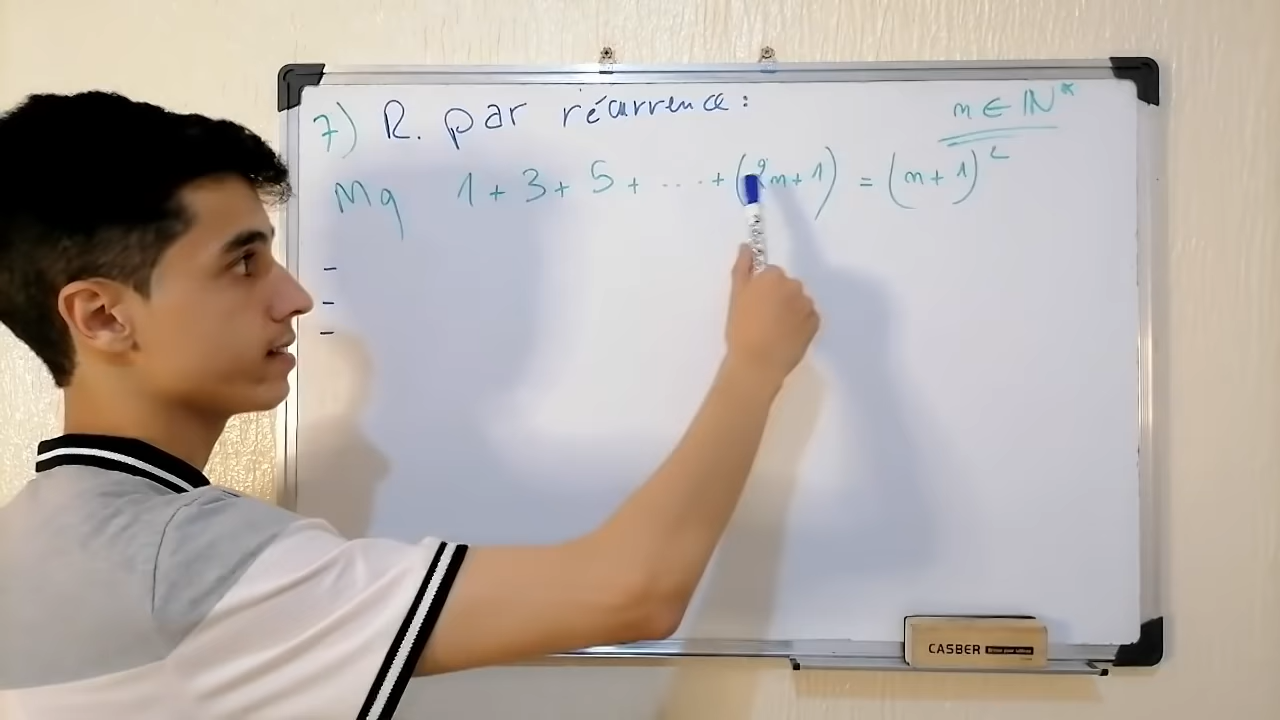 7) R. par récurrence :
n ∈ ℕ*
Mq 1 + 3 + 5 + ..... + (2n + 1) = (n + 1)²
-
-
-
CASBER